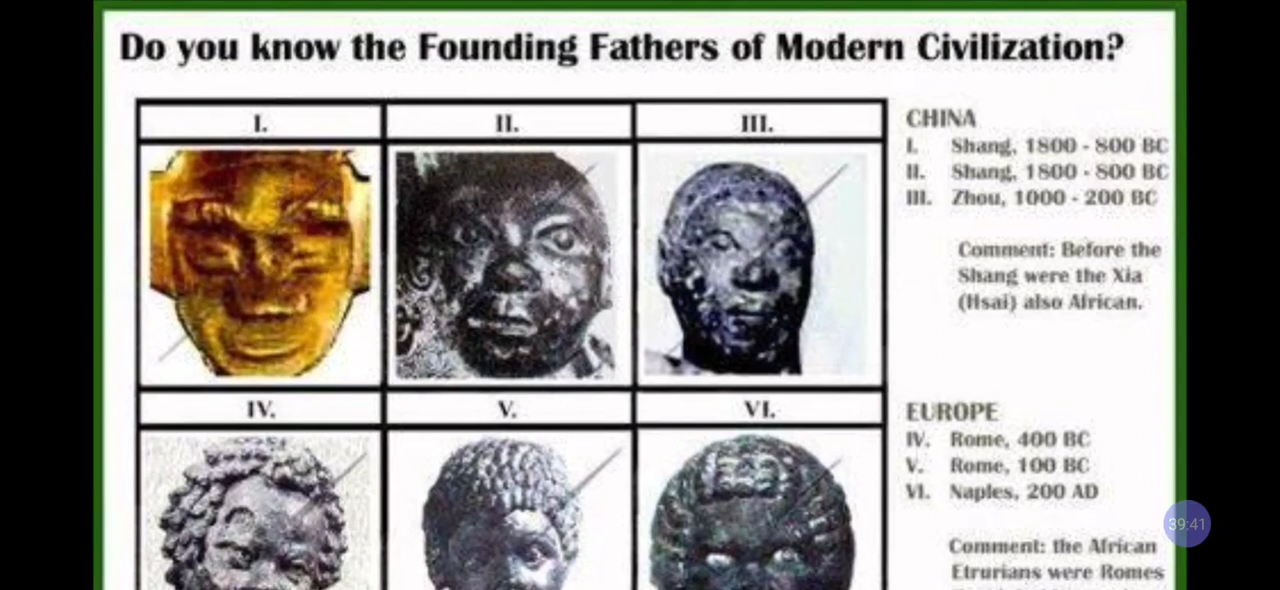 Do you know the Founding Fathers of Modern Civilization?
I.
II.
III.
CHINA
I. Shang, 1800 - 800 BC
II. Shang, 1800 - 800 BC
III. Zhou, 1000 - 200 BC
Comment: Before the
Shang were the Xia
(Hsai) also African.
IV.
V.
VI.
EUROPE
IV. Rome, 400 BC
V. Rome, 100 BC
VI. Naples, 200 AD
39:41
Comment: the African
Etrurians were Romes